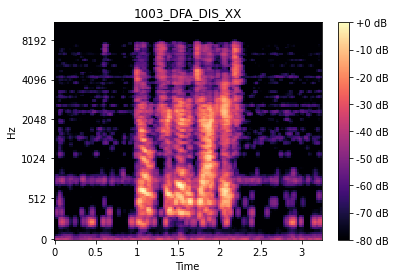 1003_DFA_DIS_XX
+0 dB
8192
-10 dB
4096
-20 dB
-30 dB
2048
Hz
-40 dB
1024
-50 dB
512
-60 dB
-70 dB
0
-80 dB
0 0.5 1 1.5 2 2.5 3
Time